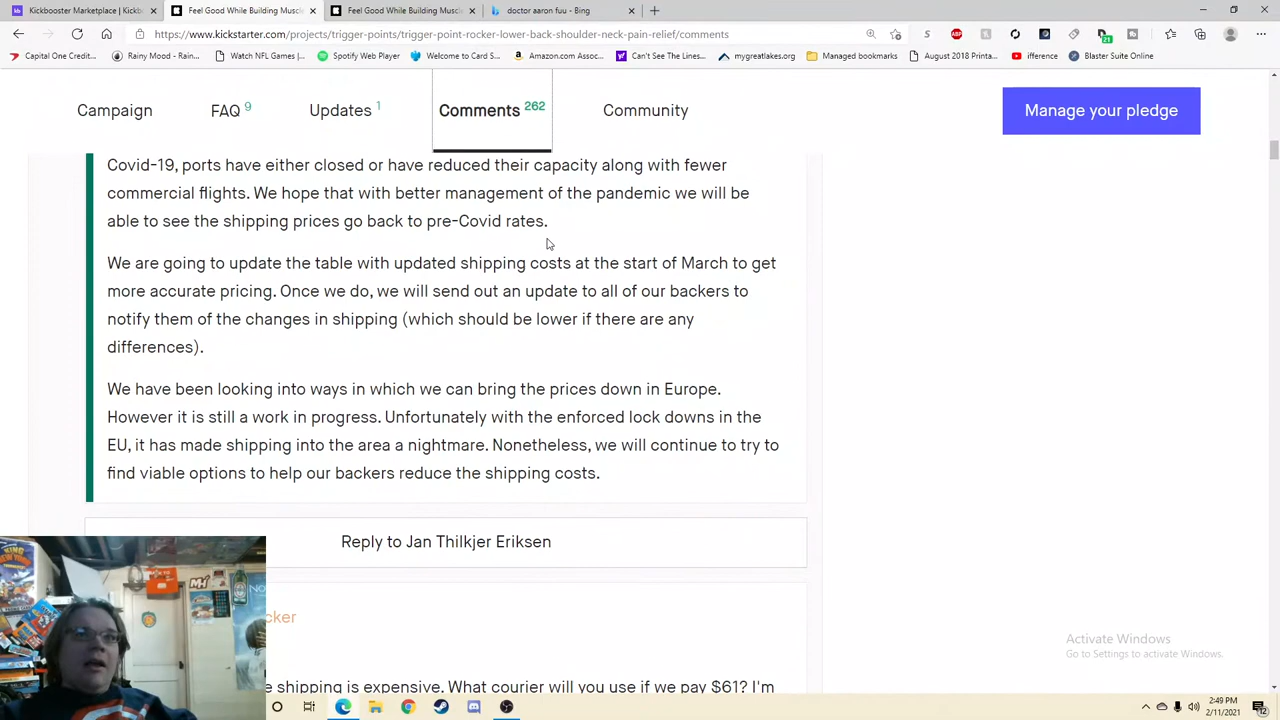 Kickbooster Marketplace | Kickbo
Feel Good While Building Muscle
Feel Good While Building Muscle
doctor aaron fuu - Bing
https://www.kickstarter.com/projects/trigger-points/trigger-point-rocker-lower-back-shoulder-neck-pain-relief/comments
Capital One Credit...
Rainy Mood • Rain...
Watch NFL Games |...
Spotify Web Player
Welcome to Card S...
Amazon.com Assoc...
Can't See The Lines...
mygreatlakes.org
Managed bookmarks
August 2018 Printa...
ifference
Blaster Suite Online
Campaign
FAQ 9
Updates 1
Comments 262
Community
Manage your pledge
Covid-19, ports have either closed or have reduced their capacity along with fewer
commercial flights. We hope that with better management of the pandemic we will be
able to see the shipping prices go back to pre-Covid rates.
We are going to update the table with updated shipping costs at the start of March to get
more accurate pricing. Once we do, we will send out an update to all of our backers to
notify them of the changes in shipping (which should be lower if there are any
differences).
We have been looking into ways in which we can bring the prices down in Europe.
However it is still a work in progress. Unfortunately with the enforced lock downs in the
EU, it has made shipping into the area a nightmare. Nonetheless, we will continue to try to
find viable options to help our backers reduce the shipping costs.
Reply to Jan Thilkjer Eriksen
cker
e shipping is expensive. What courier will you use if we pay $61? I'm
Activate Windows
Go to Settings to activate Windows.
2:49 PM
2/11/2021